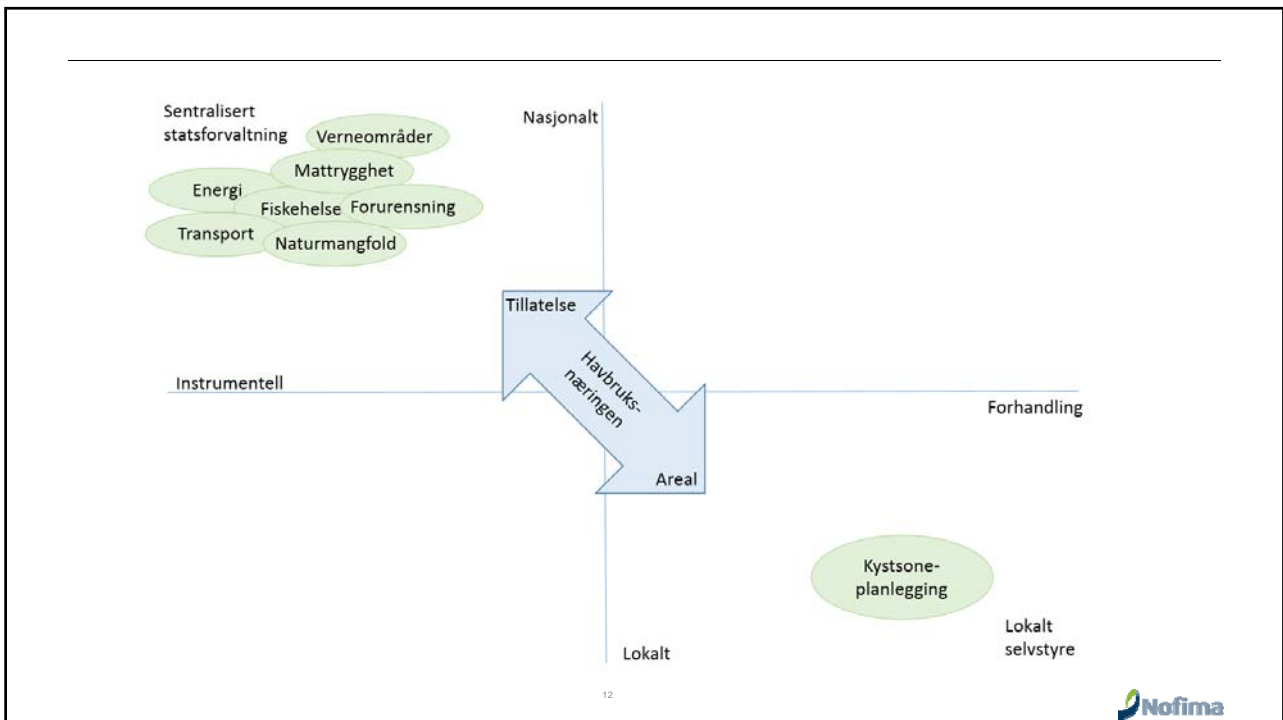 Sentralisert
statsforvaltning
Nasjonalt
Verneområder
Mattrygghet
Energi
Fiskehelse
Forurensning
Transport
Naturmangfold
Tillatelse
Havbruks-
næringen
Areal
Instrumentell
Forhandling
Kystsone-
planlegging
Lokalt
selvstyre
Lokalt
12
Nofima